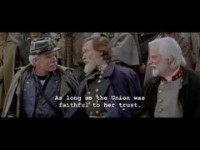 As long as the Union was
faithful to her trust,